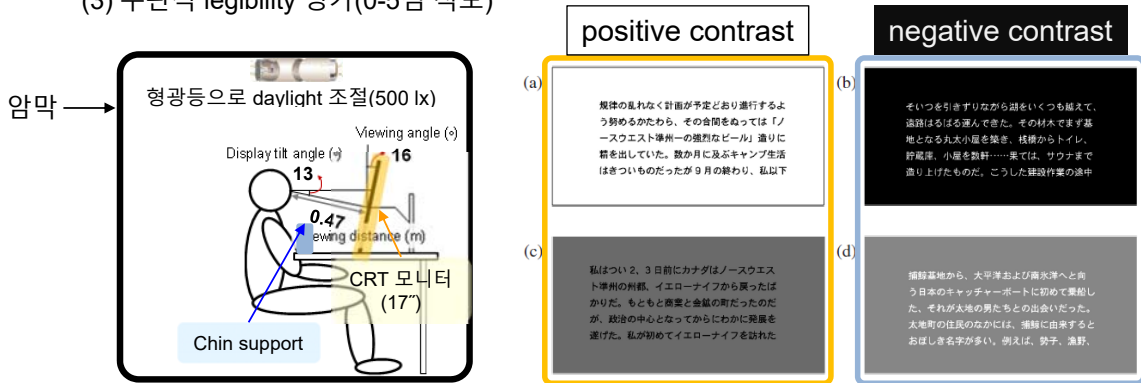 (3) 주관적 legibility 평가(0-5점 척도)
암막
형광등으로 daylight 조절(500 lx)
Viewing angle (°)
16
Display tilt angle (°)
13
0.47
ewing distance (m)
CRT 모니터
(17˝)
Chin support
positive contrast
negative contrast
(a)
規律の乱れなく計画が予定どおり進行するよ
う努めるかたわら、その合間をぬっては「ノ
ースウエスト準州一の強烈なビール」造りに
精を出していた。数か月に及ぶキャンプ生活
はきついものだったが9月の終わり、私以下
(b)
そいつを引きずりながら湖をいくつも越えて、
遠路はるばる運んできた。その材木でまず基
地となる丸太小屋を築き、桟橋からトイレ、
貯蔵庫、小屋を数軒……果ては、サウナまで
造り上げたものだ。こうした建設作業の途中
(c)
私はつい2、3日前にカナダはノースウエス
ト準州の州都、イエローナイフから戻ったば
かりだ。もともと商業と金鉱の町だったのだ
が、政治の中心となってからにわかに発展を
遂げた。私が初めてイエローナイフを訪れた
(d)
捕鯨基地から、大平洋および南氷洋へと向
う日本のキャッチャーボートに初めて乗船し
た、それが太地の男たちとの出会いだった。
太地町の住民のなかには、捕鯨に由来すると
おぼしき名字が多い。例えば、勢子、漁野、